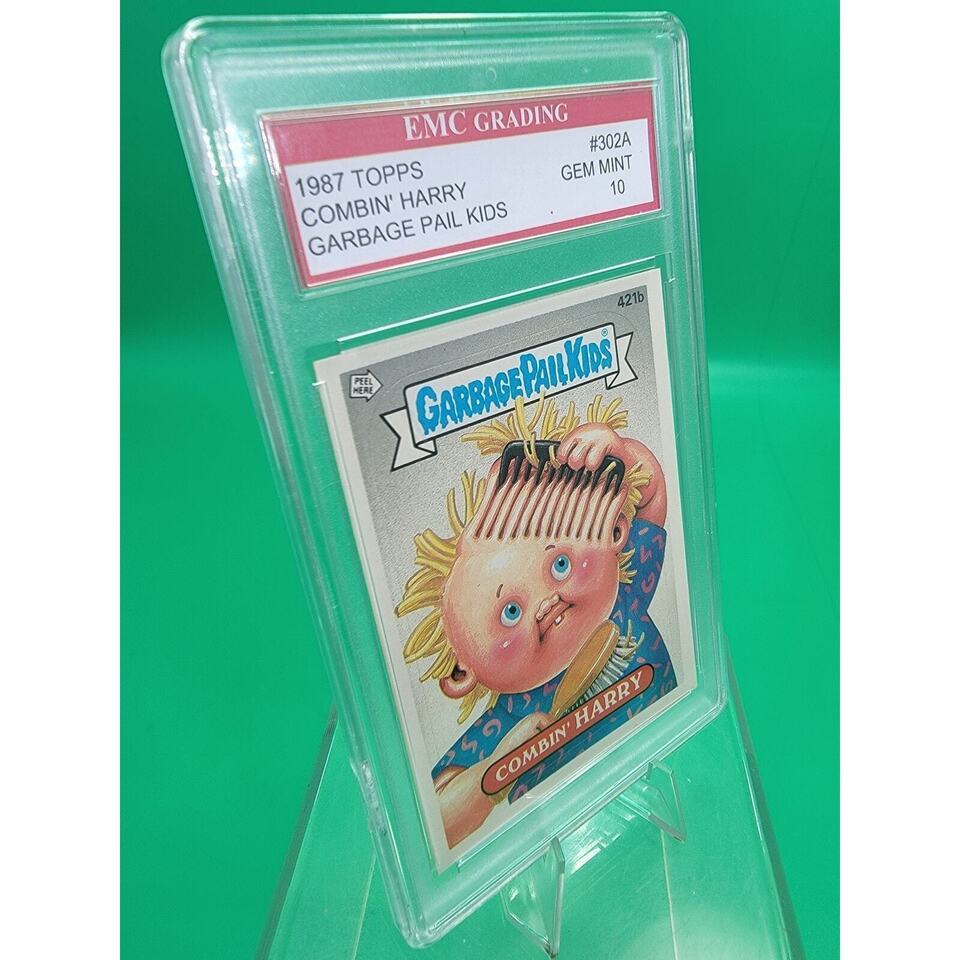 EMC GRADING
1987 TOPPS #302A
COMBIN' HARRY GEM MINT
GARBAGE PAIL KIDS 10
421b
PEEL
HERE
GARBAGE PAIL KIDS®
COMBIN' HARRY